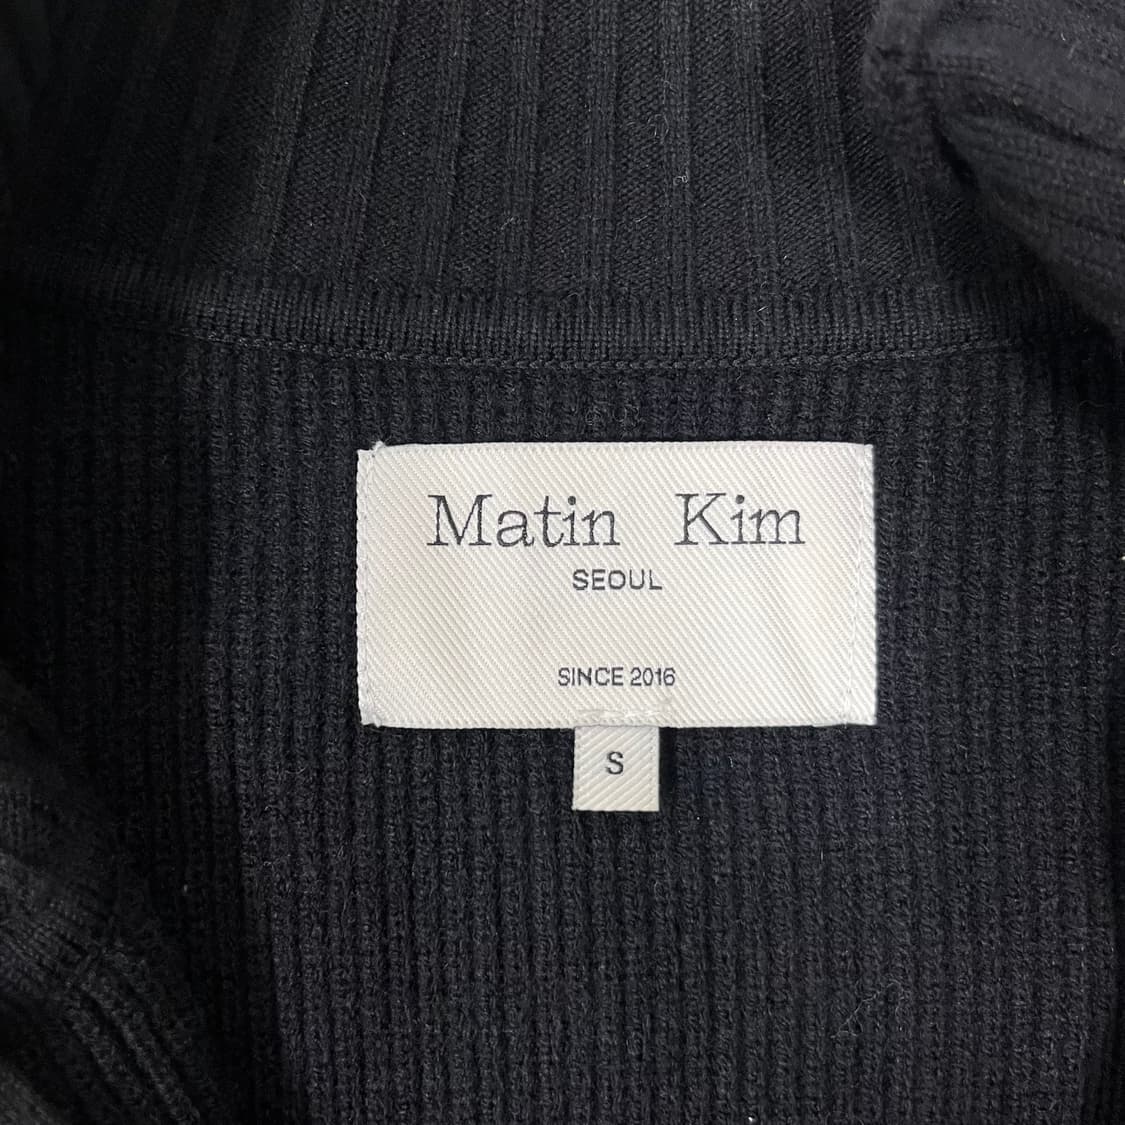 Matin Kim
SEOUL
SINCE 2016
S